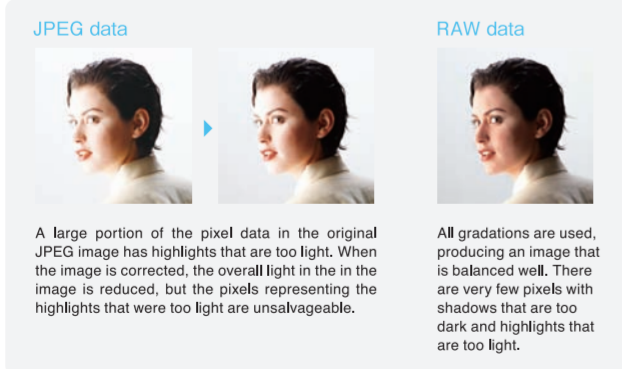 JPEG data
RAW data
A large portion of the pixel data in the original
JPEG image has highlights that are too light. When
the image is corrected, the overall light in the in the
image is reduced, but the pixels representing the
highlights that were too light are unsalvageable.
All gradations are used,
producing an image that
is balanced well. There
are very few pixels with
shadows that are too
dark and highlights that
are too light.